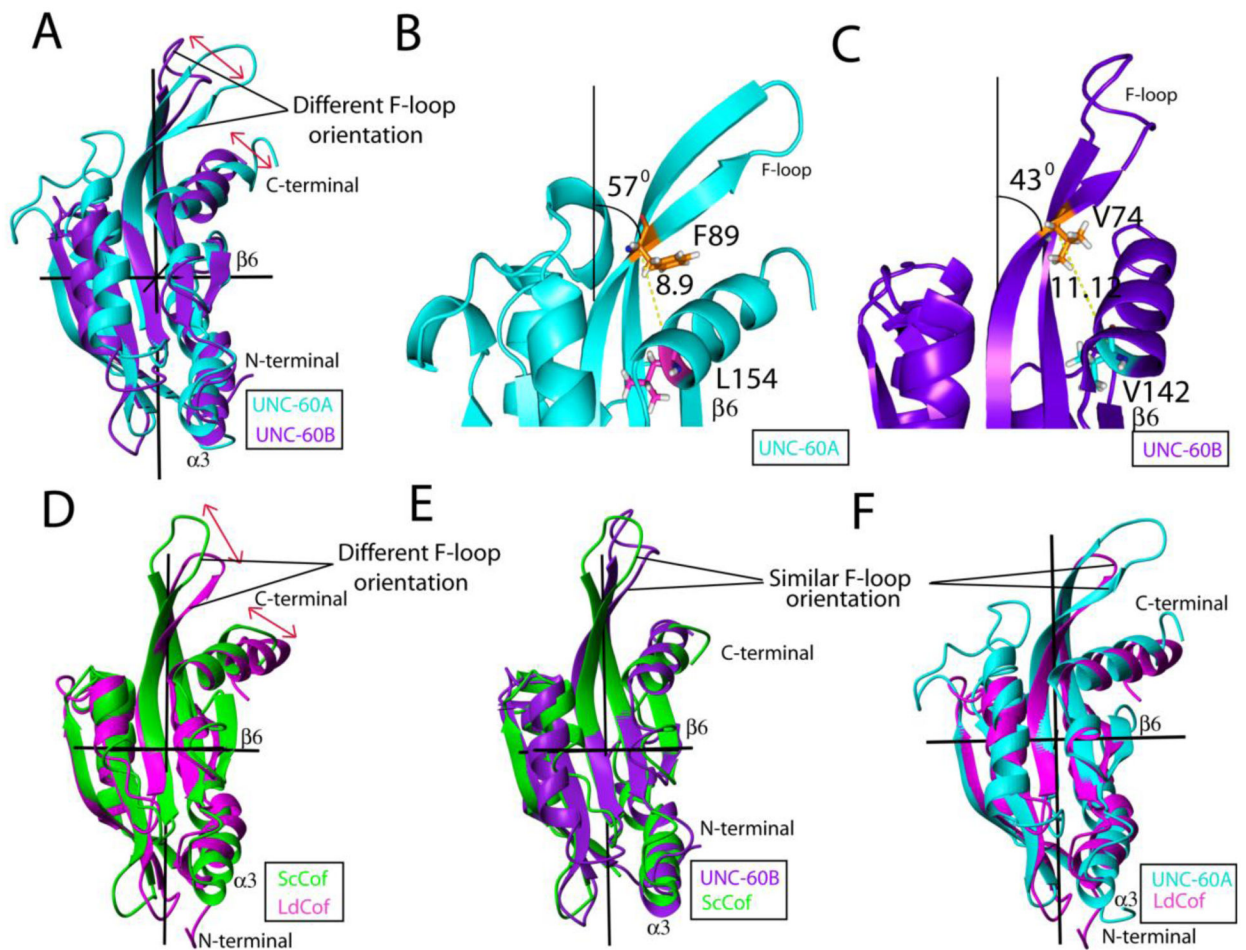 A
Different F-loop
orientation
C-terminal
β6
N-terminal
UNC-60A
UNC-60B
α3
B
57⁰
F-loop
F89
8.9
L154
β6
UNC-60A
C
F-loop
43⁰
V74
11.12
V142
β6
UNC-60B
D
Different F-loop
orientation
C-terminal
β6
α3
ScCof
LdCof
N-terminal
E
Similar F-loop
orientation
C-terminal
β6
N-terminal
UNC-60B
ScCof
α3
F
C-terminal
β6
α3
UNC-60A
LdCof
N-terminal